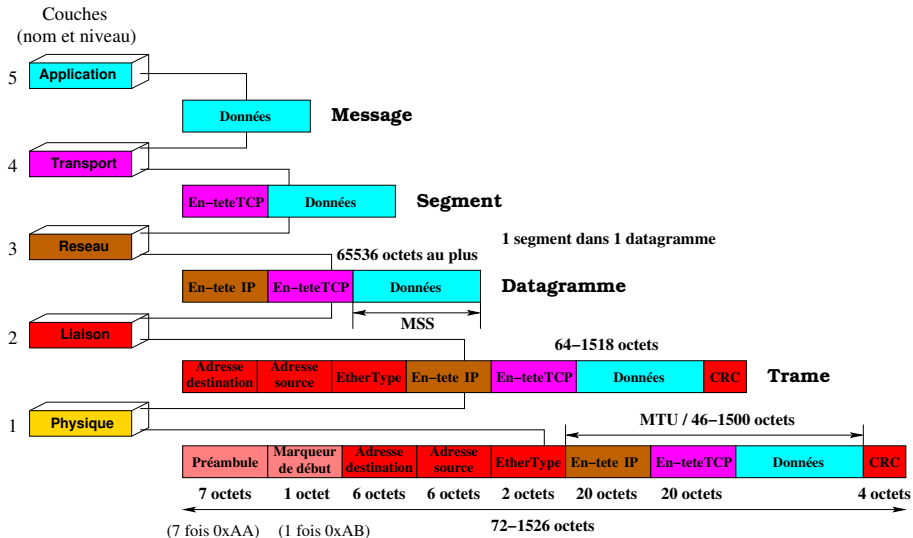 Couches
(nom et niveau)
5 Application
Données Message
4 Transport
En-teteTCP Données Segment
3 Reseau
1 segment dans 1 datagramme
65536 octets au plus
En-tete IP En-teteTCP Données Datagramme
MSS
2 Liaison
64-1518 octets
Adresse destination Adresse source EtherType En-tete IP En-teteTCP Données CRC Trame
1 Physique
MTU / 46-1500 octets
Préambule Marqueur de début Adresse destination Adresse source EtherType En-tete IP En-teteTCP Données CRC
7 octets 1 octet 6 octets 6 octets 2 octets 20 octets 20 octets 4 octets
(7 fois 0xAA) (1 fois 0xAB) 72-1526 octets